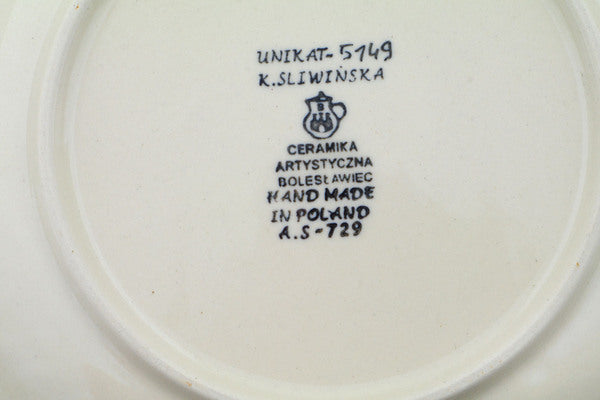 UNIKAT-5149
K.SLIWIŃSKA
B
CERAMIKA
ARTYSTYCZNA
BOLESŁAWIEC
HAND MADE
IN POLAND
A.S-729